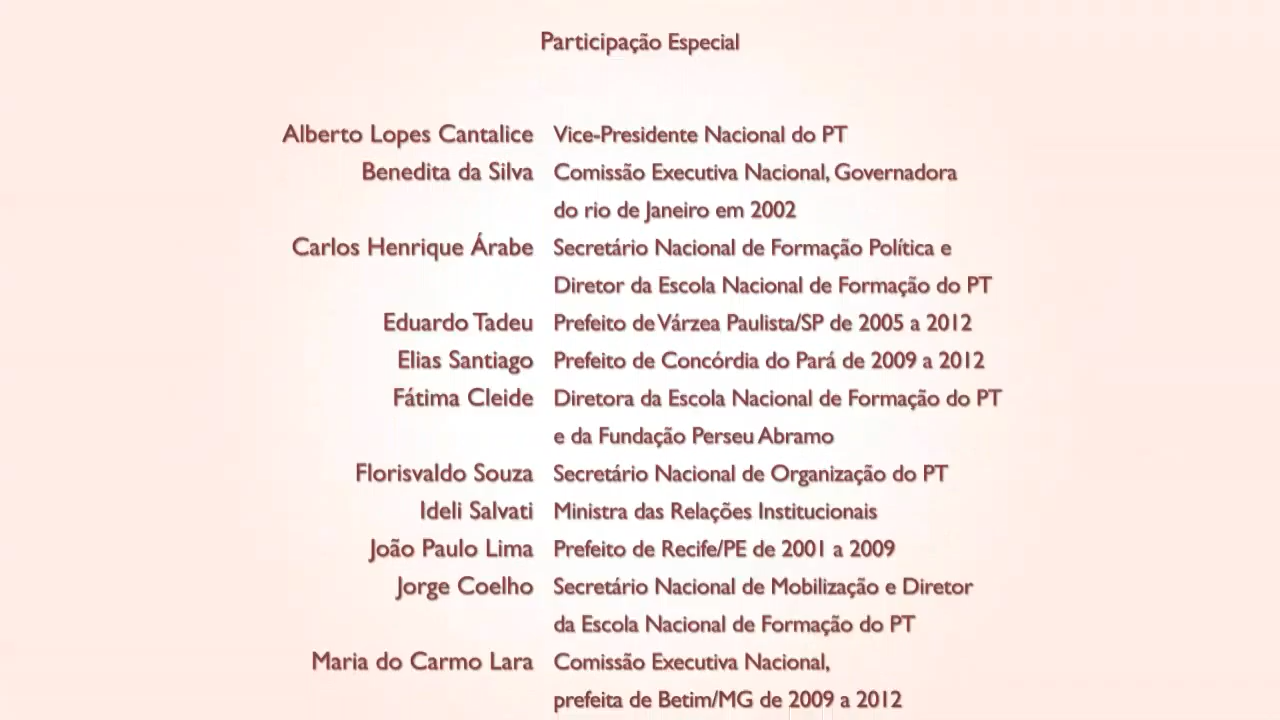 Participação Especial
Alberto Lopes Cantalice Vice-Presidente Nacional do PT
Benedita da Silva Comissão Executiva Nacional, Governadora
do rio de Janeiro em 2002
Carlos Henrique Árabe Secretário Nacional de Formação Política e
Diretor da Escola Nacional de Formação do PT
Eduardo Tadeu Prefeito de Várzea Paulista/SP de 2005 a 2012
Elias Santiago Prefeito de Concórdia do Pará de 2009 a 2012
Fátima Cleide Diretora da Escola Nacional de Formação do PT
e da Fundação Perseu Abramo
Florisvaldo Souza Secretário Nacional de Organização do PT
Ideli Salvati Ministra das Relações Institucionais
João Paulo Lima Prefeito de Recife/PE de 2001 a 2009
Jorge Coelho Secretário Nacional de Mobilização e Diretor
da Escola Nacional de Formação do PT
Maria do Carmo Lara Comissão Executiva Nacional,
prefeita de Betim/MG de 2009 a 2012